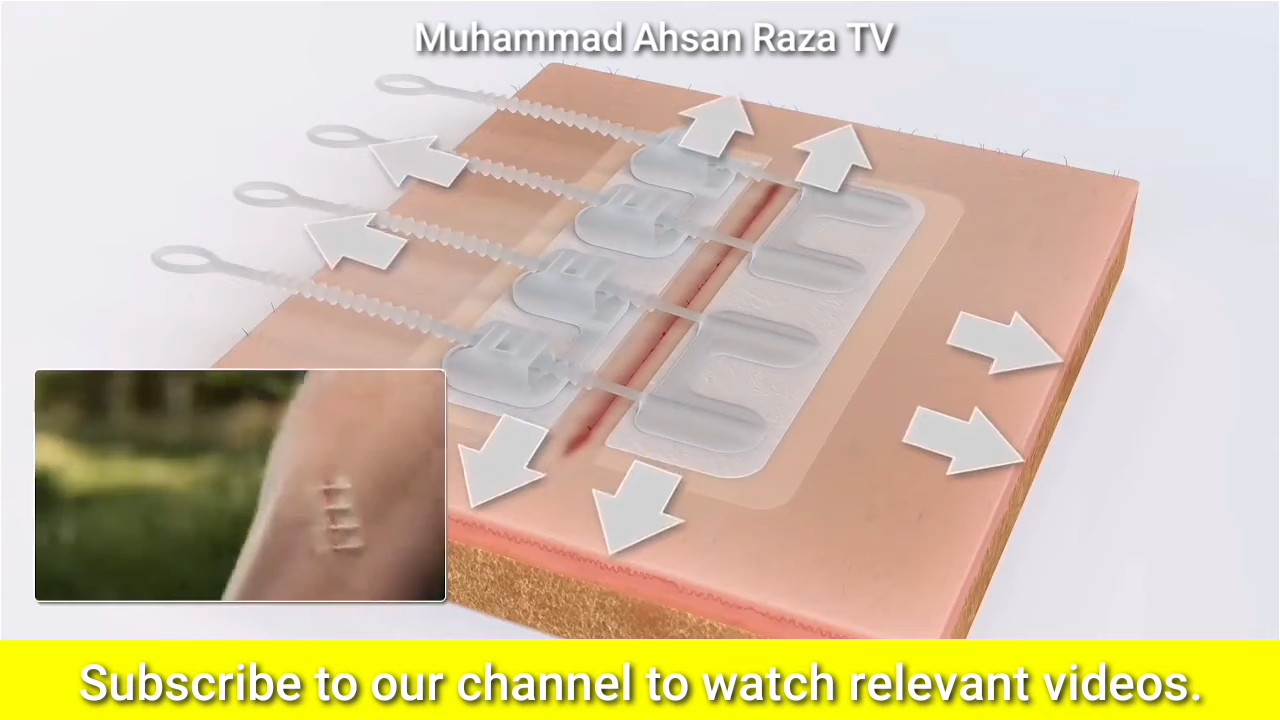 Muhammad Ahsan Raza TV
Subscribe to our channel to watch relevant videos.